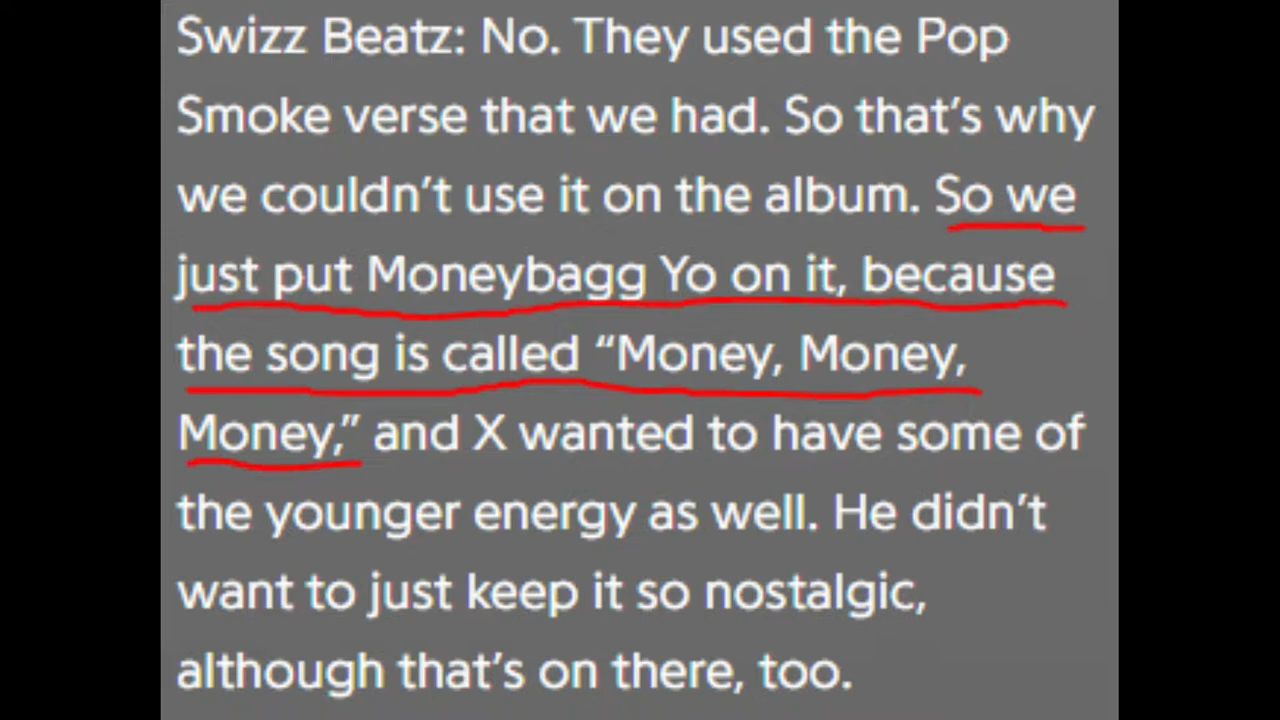 Swizz Beatz: No. They used the Pop
Smoke verse that we had. So that’s why
we couldn’t use it on the album. So we
just put Moneybagg Yo on it, because
the song is called “Money, Money,
Money,” and X wanted to have some of
the younger energy as well. He didn’t
want to just keep it so nostalgic,
although that’s on there, too.